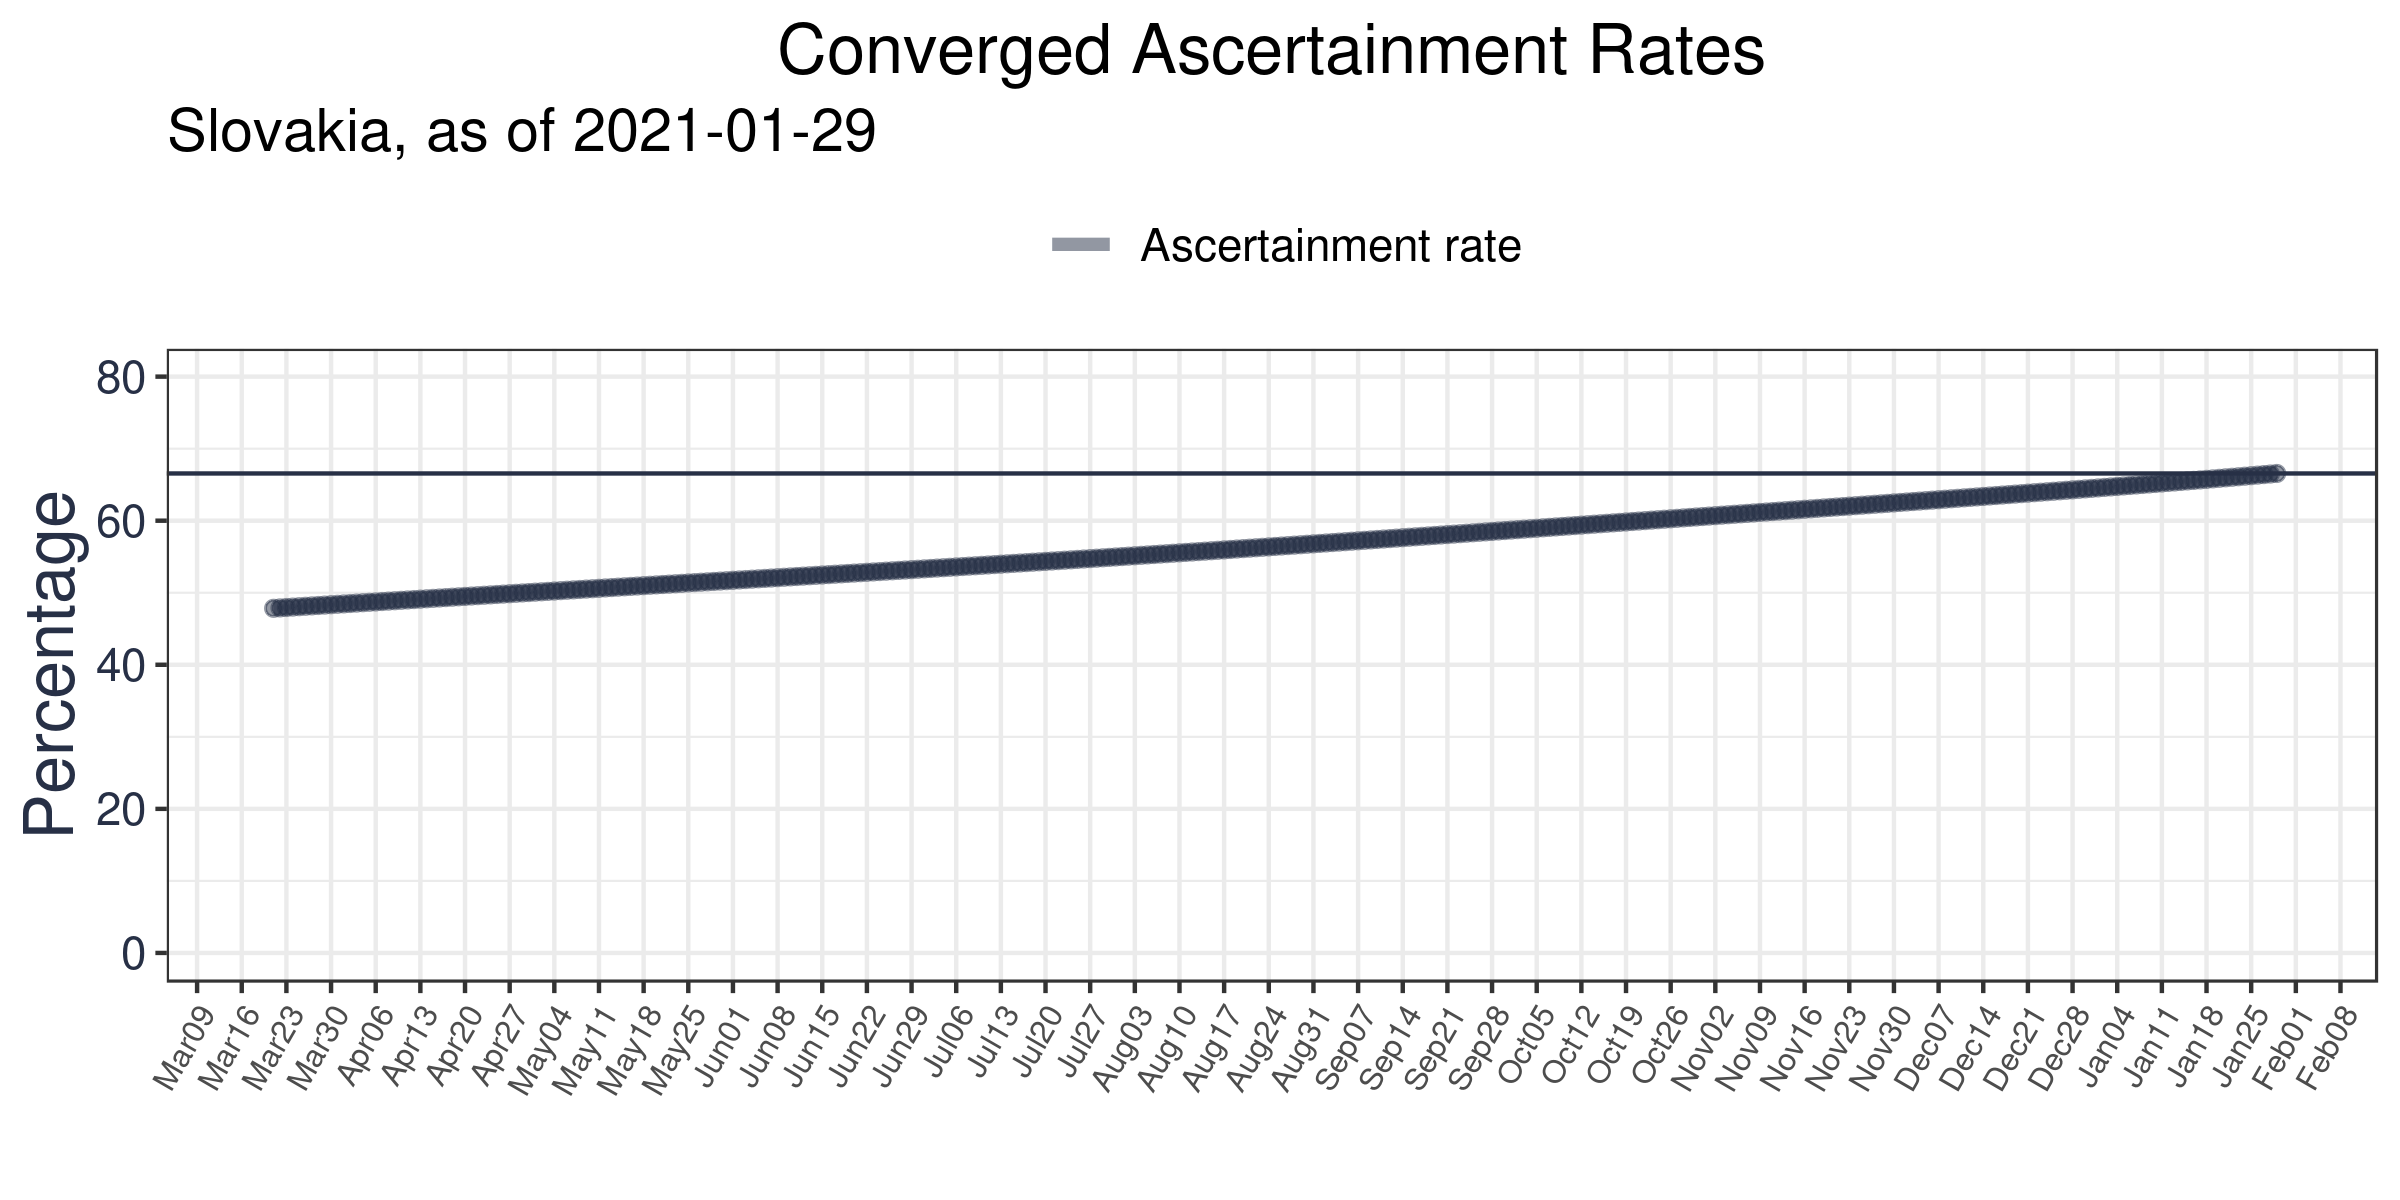 Converged Ascertainment Rates
Slovakia, as of 2021-01-29
Ascertainment rate
Percentage
80
60
40
20
0
Mar09 Mar16 Mar23 Mar30 Apr06 Apr13 Apr20 Apr27 May04 May11 May18 May25 Jun01 Jun08 Jun15 Jun22 Jun29 Jul06 Jul13 Jul20 Jul27 Aug03 Aug10 Aug17 Aug24 Aug31 Sep07 Sep14 Sep21 Sep28 Oct05 Oct12 Oct19 Oct26 Nov02 Nov09 Nov16 Nov23 Nov30 Dec07 Dec14 Dec21 Dec28 Jan04 Jan11 Jan18 Jan25 Feb01 Feb08